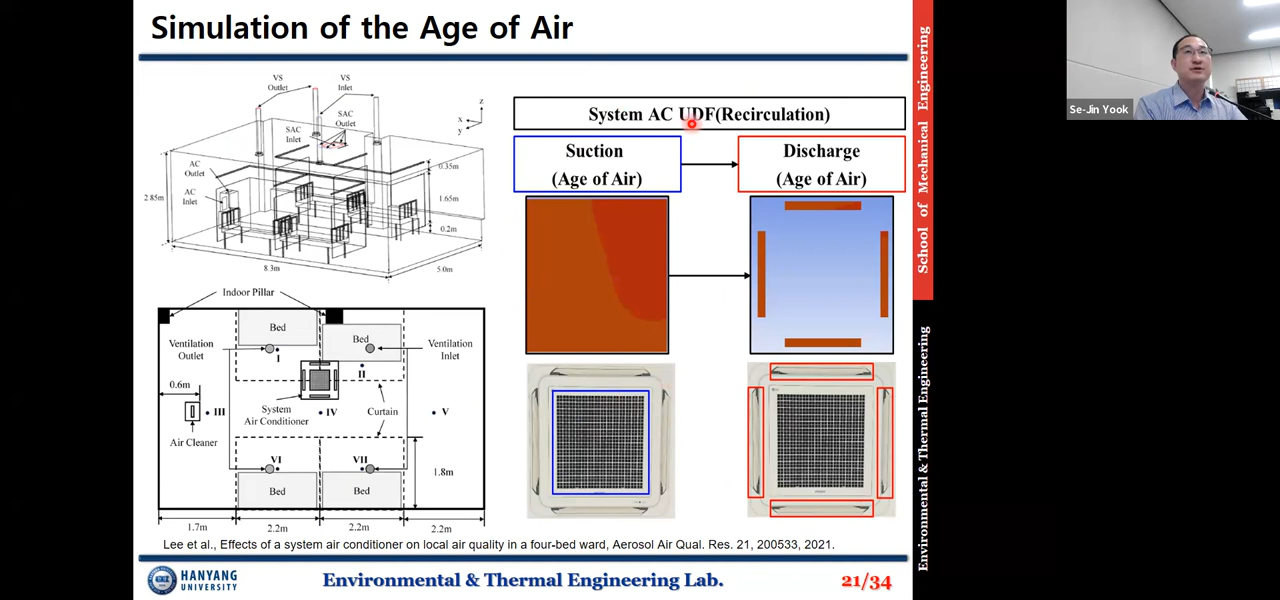 Simulation of the Age of Air
VS
Outlet
VS
Inlet
SAC
Outlet
SAC
Inlet
z
x
y
AC
Outlet
AC
Inlet
2.85m
0.35m
1.65m
0.2m
8.3m
5.0m
System AC UDF(Recirculation)
Suction
(Age of Air)
Discharge
(Age of Air)
Indoor Pillar
Bed
Bed
Ventilation
Outlet
I
Ventilation
Inlet
II
0.6m
III
System
Air Conditioner
IV
Curtain
V
Air Cleaner
VI
VII
1.8m
Bed
Bed
1.7m
2.2m
2.2m
2.2m
Lee et al., Effects of a system air conditioner on local air quality in a four-bed ward, Aerosol Air Qual. Res. 21, 200533, 2021.
HANYANG
UNIVERSITY
Environmental & Thermal Engineering Lab.
21/34
School of Mechanical Engineering
Environmental & Thermal Engineering
Se-Jin Yook